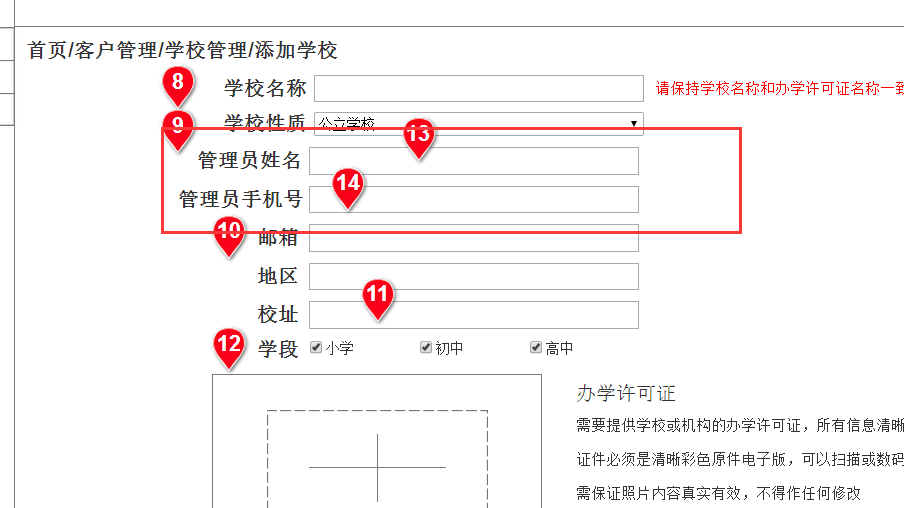 首页/客户管理/学校管理/添加学校
8 学校名称 请保持学校名称和办学许可证名称一致
9 学校性质 公立学校
13
管理员姓名
14
管理员手机号
10 邮箱
地区
11
校址
12 学段 小学 初中 高中
办学许可证
需要提供学校或机构的办学许可证，所有信息清晰
证件必须是清晰彩色原件电子版，可以扫描或数码
需保证照片内容真实有效，不得作任何修改